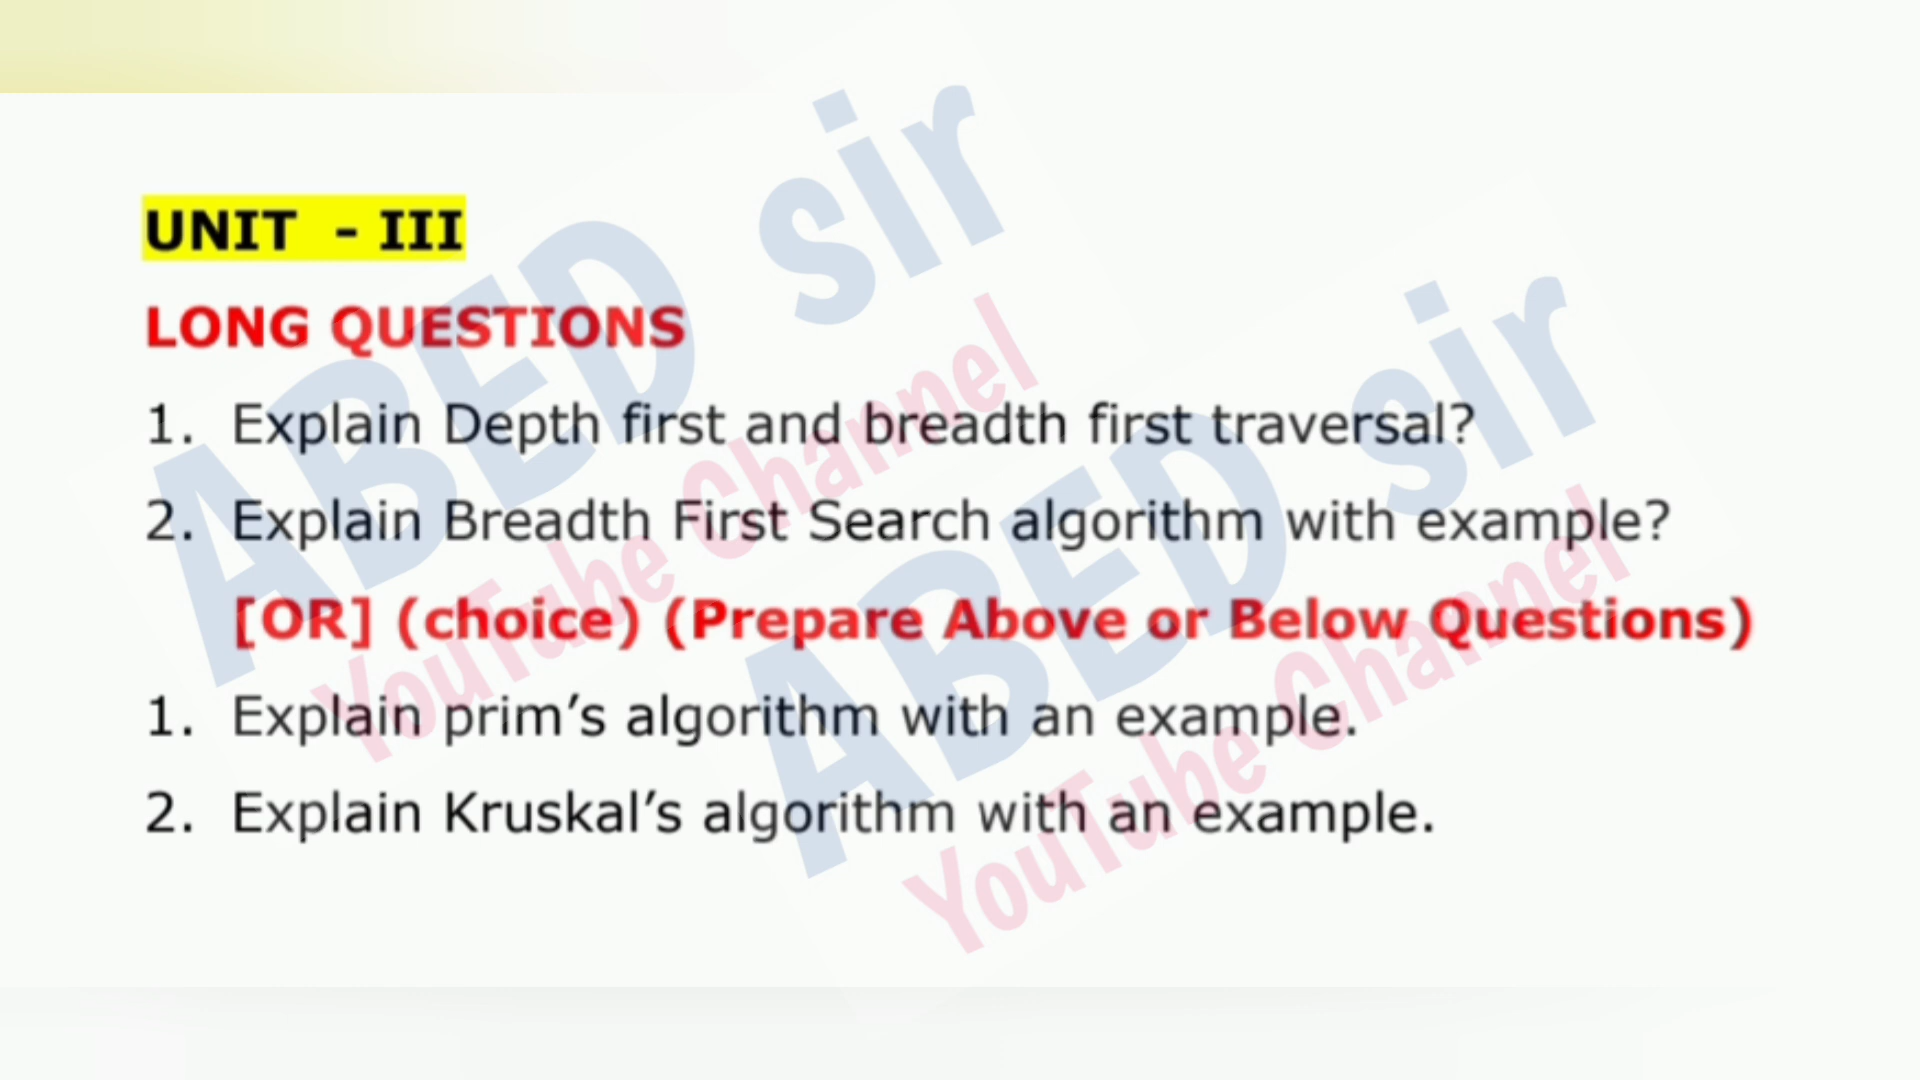 UNIT - III
LONG QUESTIONS
1. Explain Depth first and breadth first traversal?
2. Explain Breadth First Search algorithm with example?
[OR] (choice) (Prepare Above or Below Questions)
1. Explain prim’s algorithm with an example.
2. Explain Kruskal’s algorithm with an example.
ABED sir
YouTube Channel
ABED sir
YouTube Channel